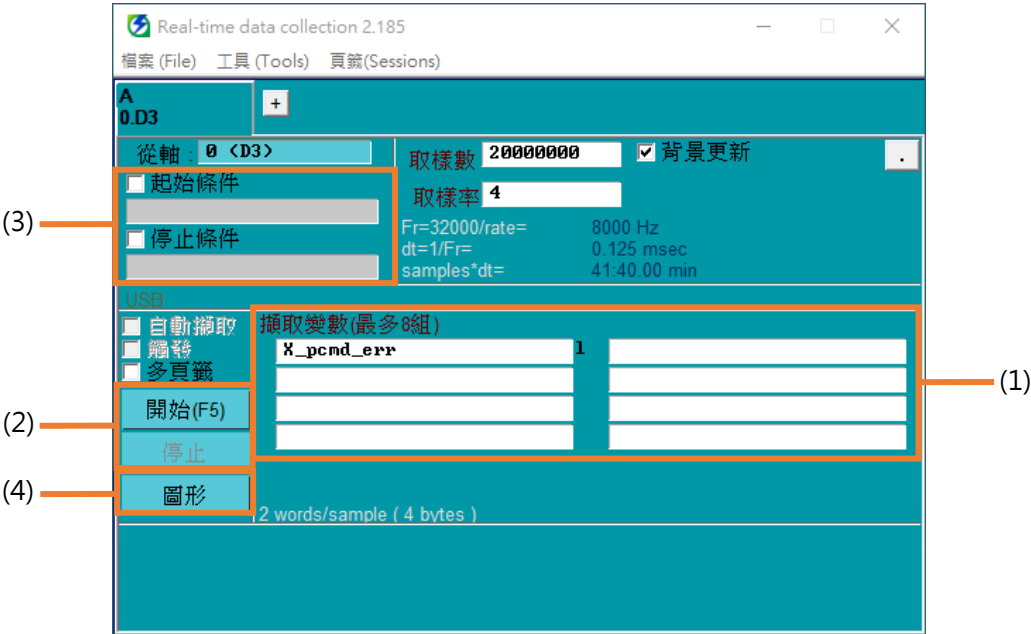 Real-time data collection 2.185
檔案 (File) 工具 (Tools) 頁籤(Sessions)
A
0.D3
+
從軸 : 0 (D3)
取樣數 20000000
背景更新
.
(3)
起始條件
取樣率 4
停止條件
Fr=32000/rate= 8000 Hz
dt=1/Fr= 0.125 msec
samples*dt= 41:40.00 min
USB
自動擷取
觸發
多頁籤
擷取變數(最多8組)
X_pcmd_err 1
(1)
(2)
開始(F5)
停止
(4)
圖形
2 words/sample ( 4 bytes )